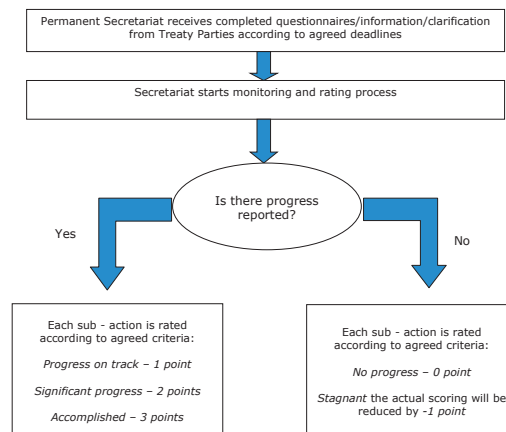 Permanent Secretariat receives completed questionnaires/information/clarification
from Treaty Parties according to agreed deadlines
Secretariat starts monitoring and rating process
Is there progress
reported?
Yes
No
Each sub - action is rated
according to agreed criteria:
Progress on track – 1 point
Significant progress – 2 points
Accomplished – 3 points
Each sub - action is rated
according to agreed criteria:
No progress – 0 point
Stagnant the actual scoring will be
reduced by -1 point